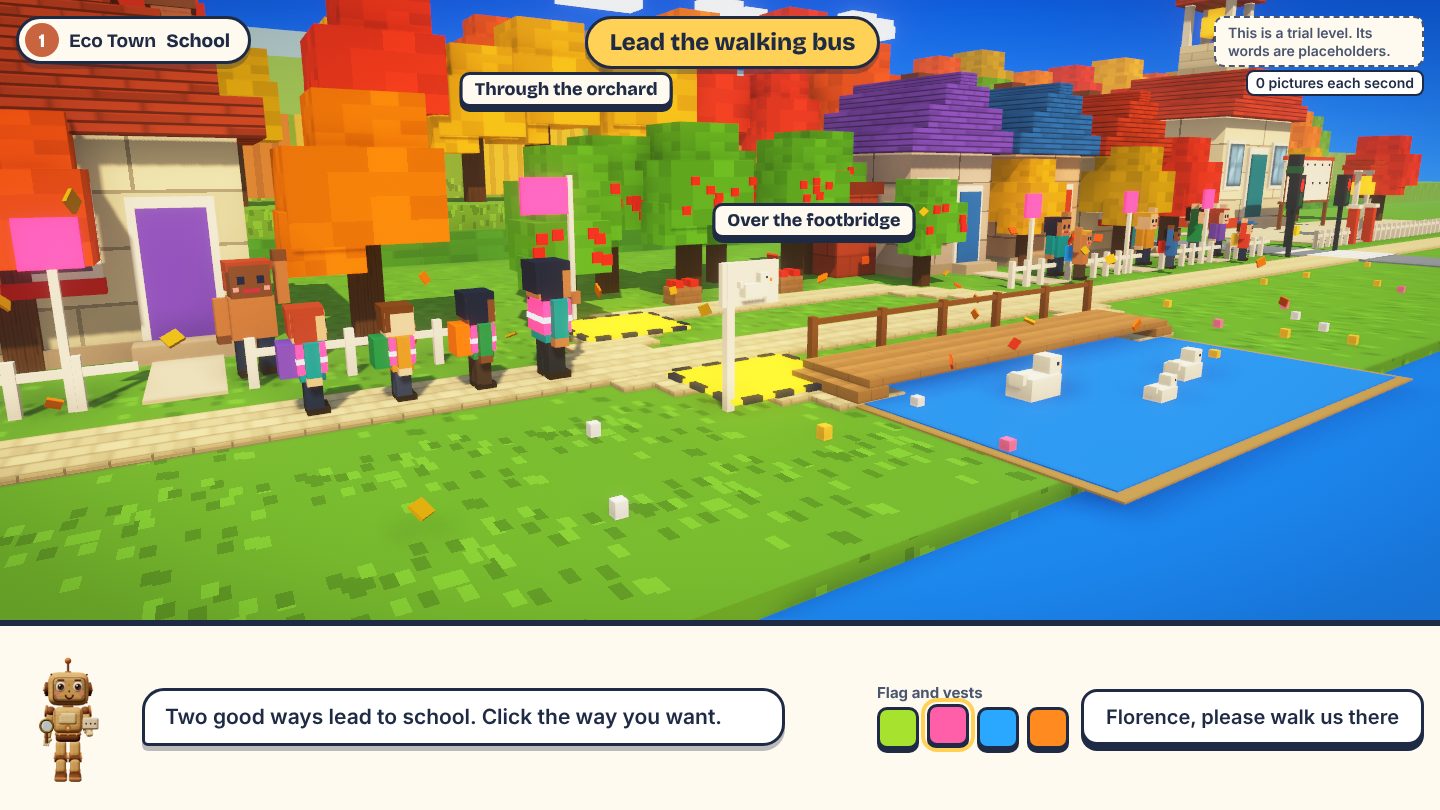 1 Eco Town School
Lead the walking bus
This is a trial level. Its
words are placeholders.
0 pictures each second
Through the orchard
Over the footbridge
Two good ways lead to school. Click the way you want.
Flag and vests
Florence, please walk us there